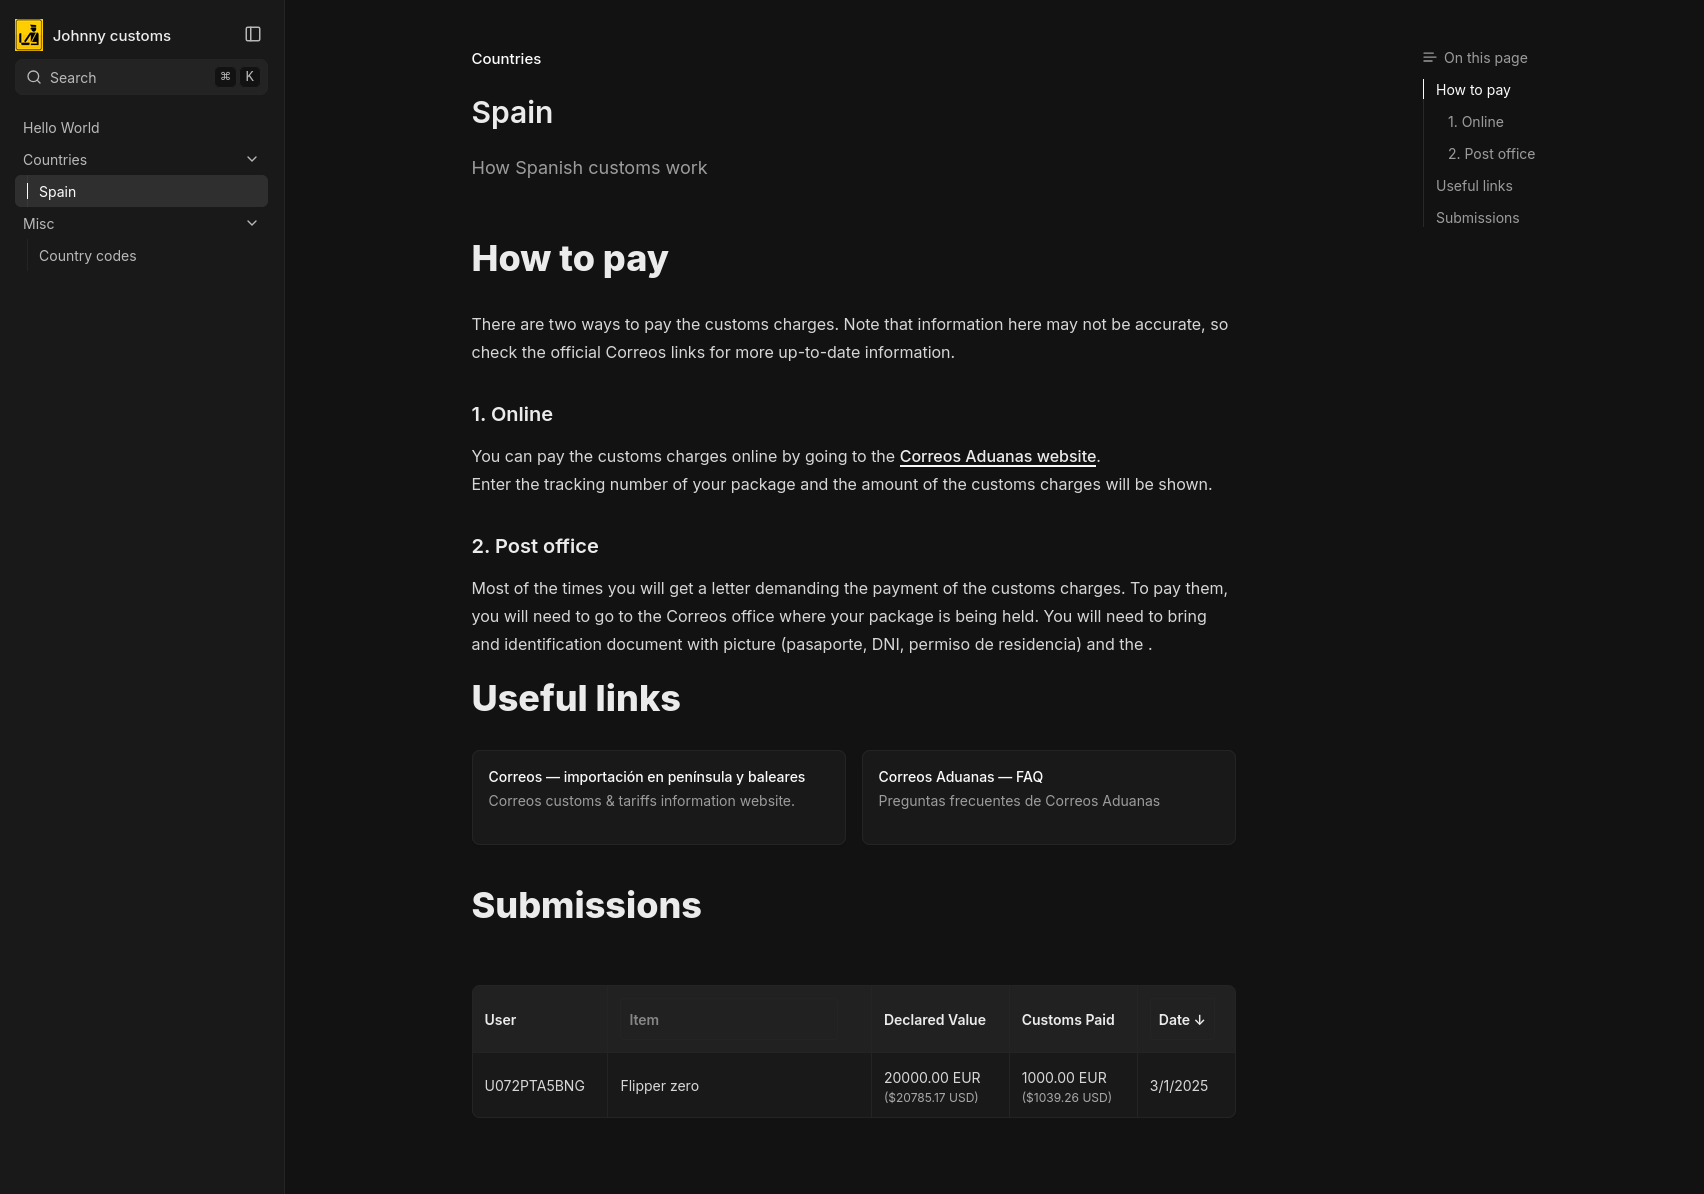 Johnny customs
Search ⌘ K
Hello World
Countries
Spain
Misc
Country codes
Countries
Spain
How Spanish customs work
How to pay
There are two ways to pay the customs charges. Note that information here may not be accurate, so
check the official Correos links for more up-to-date information.
1. Online
You can pay the customs charges online by going to the Correos Aduanas website.
Enter the tracking number of your package and the amount of the customs charges will be shown.
2. Post office
Most of the times you will get a letter demanding the payment of the customs charges. To pay them,
you will need to go to the Correos office where your package is being held. You will need to bring
and identification document with picture (pasaporte, DNI, permiso de residencia) and the .
Useful links
Correos — importación en península y baleares
Correos customs & tariffs information website.
Correos Aduanas — FAQ
Preguntas frecuentes de Correos Aduanas
Submissions
User Item Declared Value Customs Paid Date ↓
U072PTA5BNG Flipper zero 20000.00 EUR 1000.00 EUR 3/1/2025
($20785.17 USD) ($1039.26 USD)
On this page
How to pay
1. Online
2. Post office
Useful links
Submissions